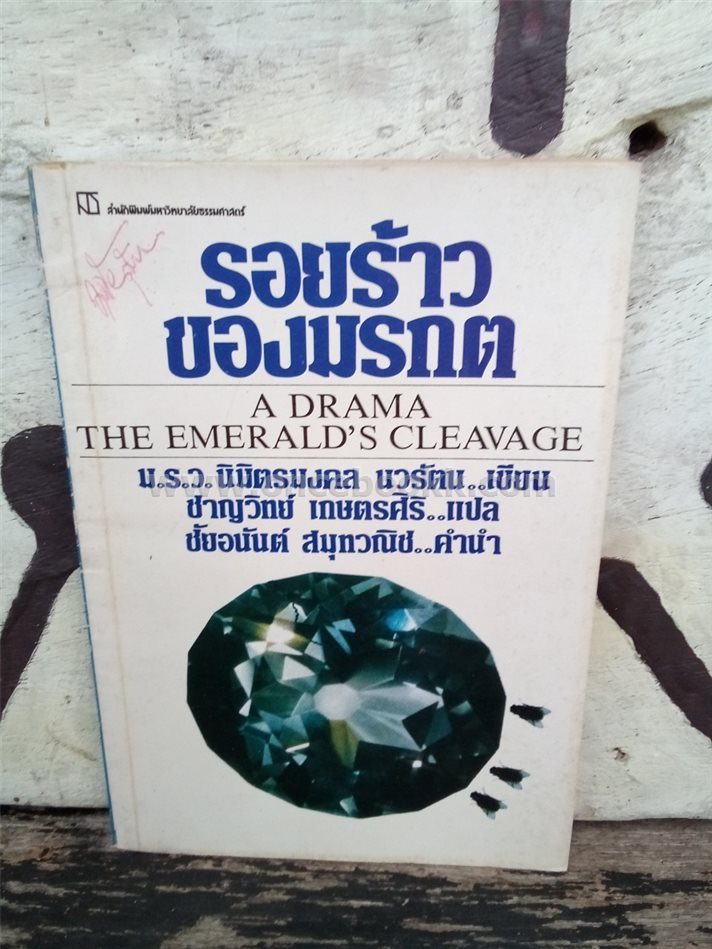 สำนักพิมพ์มหาวิทยาลัยธรรมศาสตร์
รอยร้าว
ของมรกต
A DRAMA
THE EMERALD'S CLEAVAGE
ม.ร.ว.นิมิตรมงคล นวรัตน..เขียน
ชาญวิทย์ เกษตรศิริ..แปล
ชัยอนันต์ สมุทวณิช..คำนำ